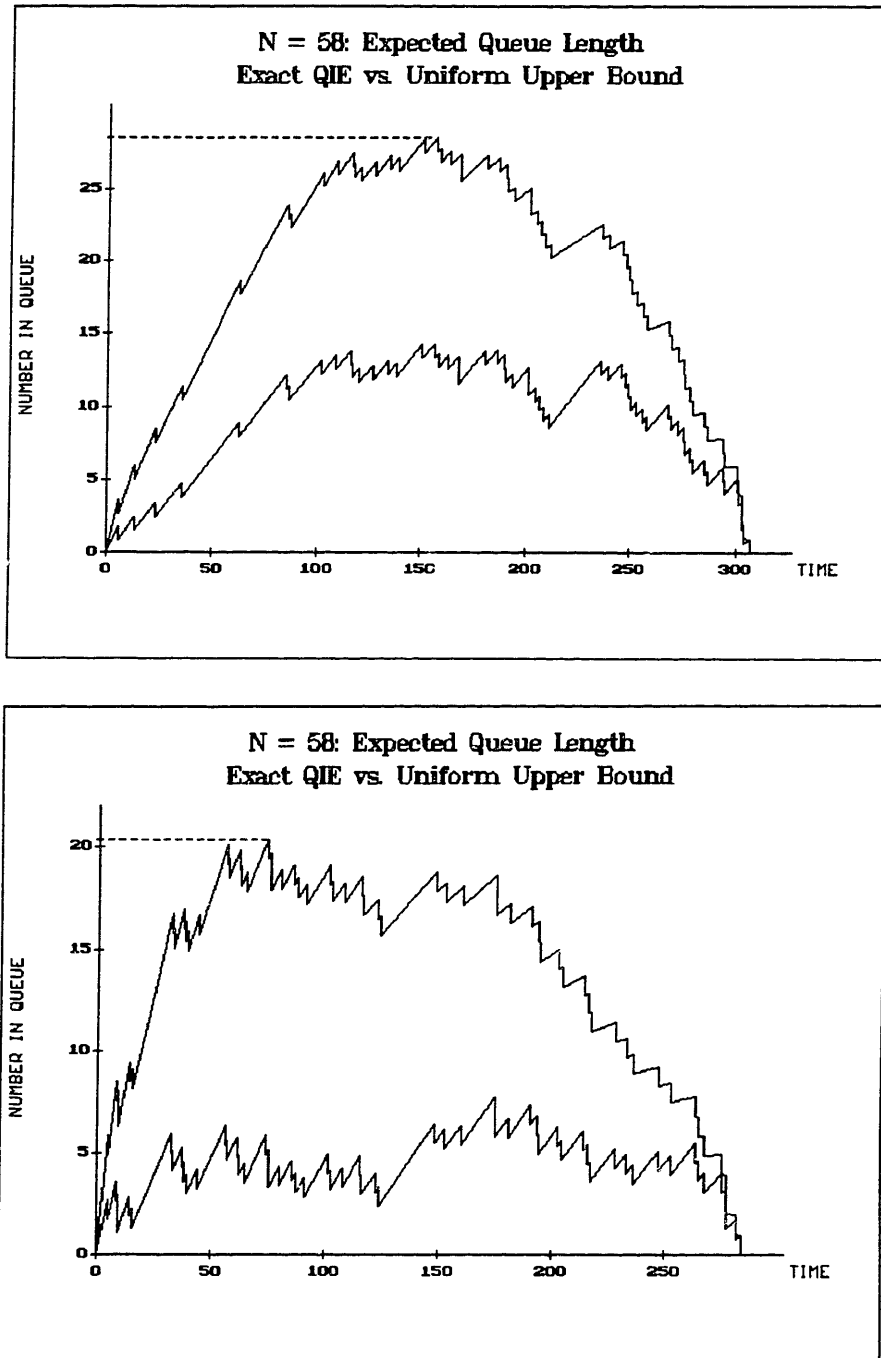 N = 58: Expected Queue Length
Exact QIE vs. Uniform Upper Bound
NUMBER IN QUEUE
25
20
15
10
5
0
0 50 100 150 200 250 300 TIME
N = 58: Expected Queue Length
Exact QIE vs. Uniform Upper Bound
NUMBER IN QUEUE
20
15
10
5
0
0 50 100 150 200 250 TIME